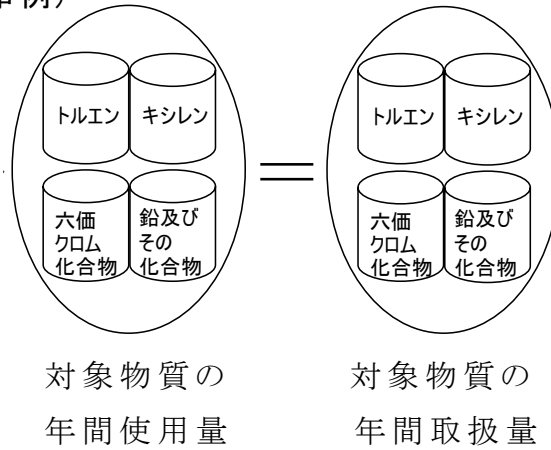 トルエン キシレン
六価
クロム
化合物
鉛及び
その
化合物
トルエン キシレン
六価
クロム
化合物
鉛及び
その
化合物
対象物質の
年間使用量
対象物質の
年間取扱量